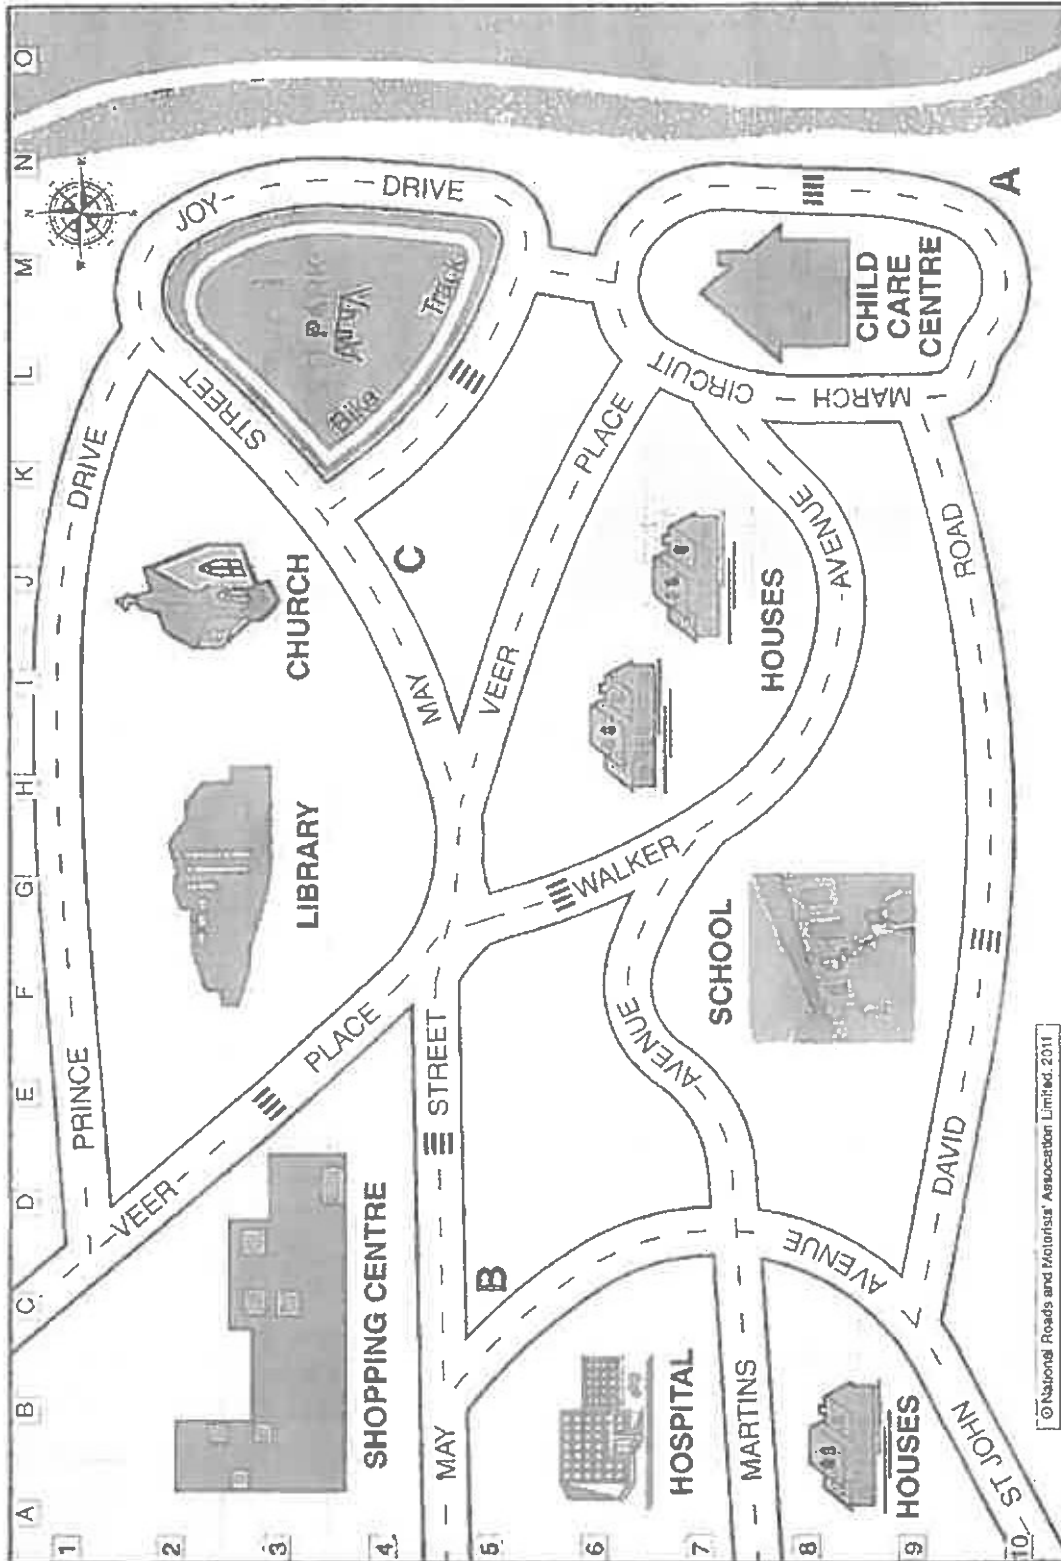 A B C D E F G H I J K L M N O
1
2
3
4
5
6
7
8
9
10
N
PRINCE DRIVE
JOY
DRIVE
VEER PLACE
STREET
Bike Track
SHOPPING CENTRE
LIBRARY
CHURCH
MAY STREET MAY
C
B
VEER PLACE
HOSPITAL
WALKER
AVENUE
AVENUE
HOUSES
SCHOOL
CIRCUIT
MARCH
CHILD
CARE
CENTRE
A
MARTINS
AVENUE
HOUSES
ST JOHN
DAVID ROAD
© National Roads and Motorists' Association Limited. 2011